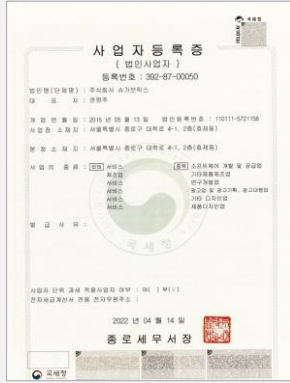 국세청
사업자등록증
( 법인사업자 )
등록번호 : 392-87-00050
법인명(단체명) : 주식회사 슈가브릭스
대 표 자 :
개 업 연 월 일 : 2015 년 05 월 13 일 법인등록번호 : 110111-5721158
사업장 소재지 : 서울특별시 종로구 대학로 4-1, 2층(효제동)
본 점 소 재 지 : 서울특별시 종로구 대학로 4-1, 2층(효제동)
사 업 의 종 류 : 업태 서비스 종목 소프트웨어 개발 및 공급업
제조업 기타제품제조업
서비스 연구개발업
서비스 광고업 및 광고기획, 광고대행업
서비스 기타 디자인업
서비스 제품디자인업
국세청
발 급 사 유 :
사업자 단위 과세 적용사업자 여부 : 여( ) 부(v)
전자세금계산서 전용 전자우편주소 :
2022 년 04 월 14 일
종로세무서장
국세청